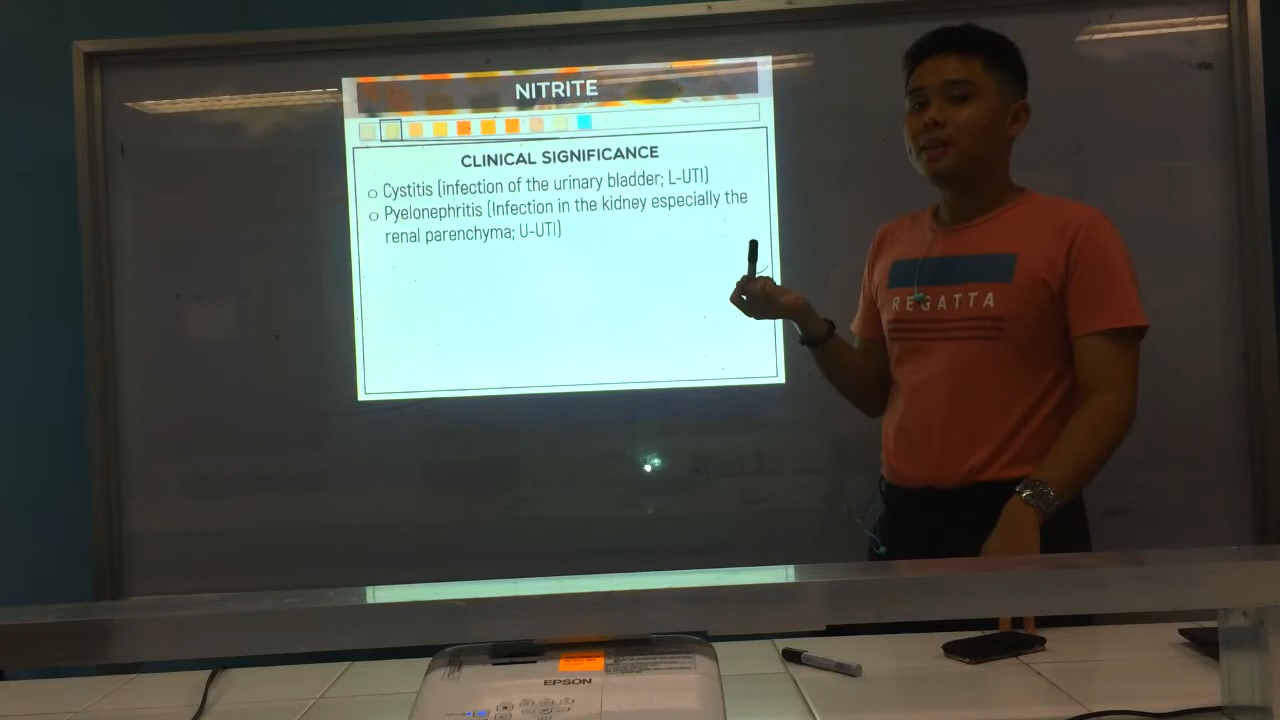 NITRITE
CLINICAL SIGNIFICANCE
o Cystitis (infection of the urinary bladder; L-UTI)
o Pyelonephritis (Infection in the kidney especially the
renal parenchyma; U-UTI)
REGATTA
EPSON